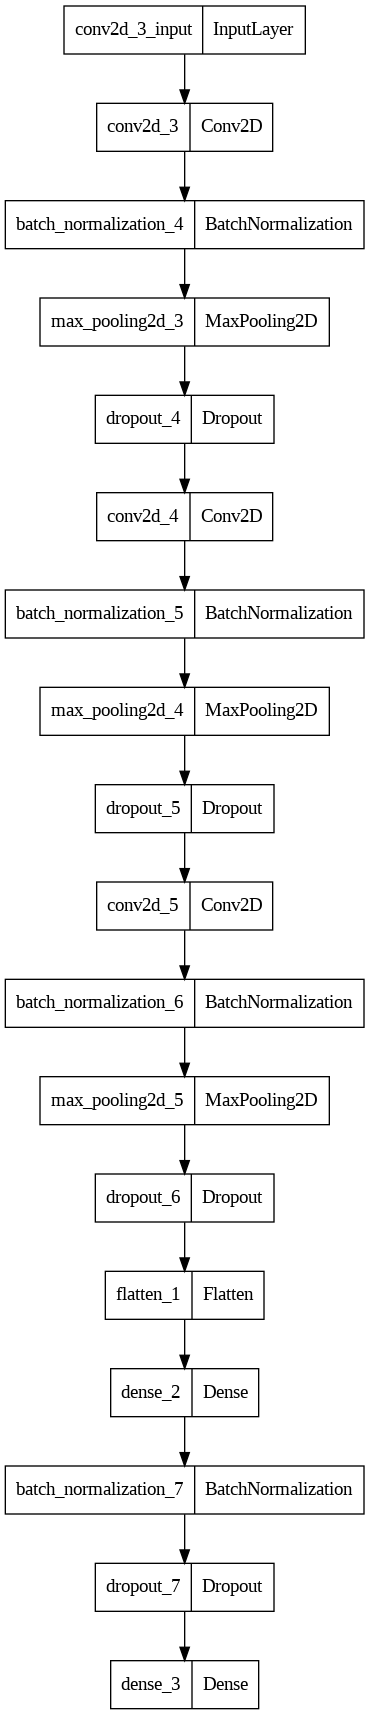 conv2d_3_input InputLayer
conv2d_3 Conv2D
batch_normalization_4 BatchNormalization
max_pooling2d_3 MaxPooling2D
dropout_4 Dropout
conv2d_4 Conv2D
batch_normalization_5 BatchNormalization
max_pooling2d_4 MaxPooling2D
dropout_5 Dropout
conv2d_5 Conv2D
batch_normalization_6 BatchNormalization
max_pooling2d_5 MaxPooling2D
dropout_6 Dropout
flatten_1 Flatten
dense_2 Dense
batch_normalization_7 BatchNormalization
dropout_7 Dropout
dense_3 Dense